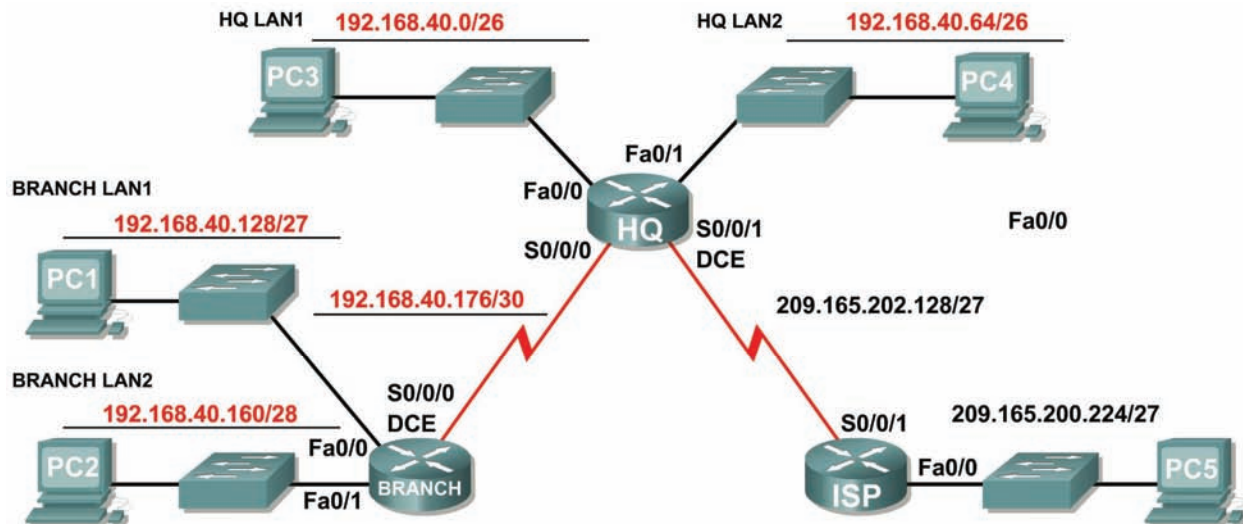 HQ LAN1
192.168.40.0/26
HQ LAN2
192.168.40.64/26
PC3
PC4
Fa0/1
Fa0/0
HQ
S0/0/0
S0/0/1
DCE
Fa0/0
BRANCH LAN1
192.168.40.128/27
PC1
192.168.40.176/30
209.165.202.128/27
BRANCH LAN2
192.168.40.160/28
PC2
S0/0/0
DCE
Fa0/0
Fa0/1
BRANCH
S0/0/1
209.165.200.224/27
Fa0/0
ISP
PC5